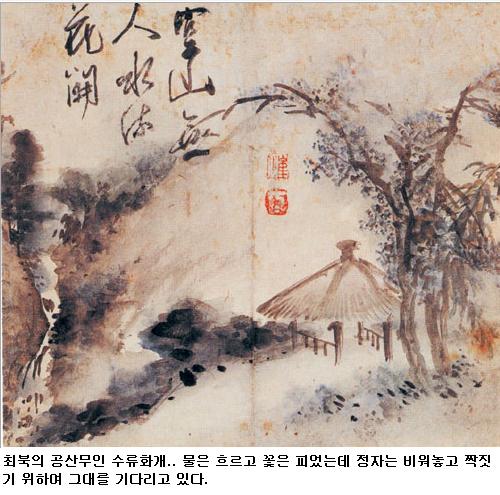 空山無
人水流
花開
최북의 공산무인 수류화개.. 물은 흐르고 꽃은 피었는데 정자는 비워놓고 짝짓
기 위하며 그대를 기다리고 있다.